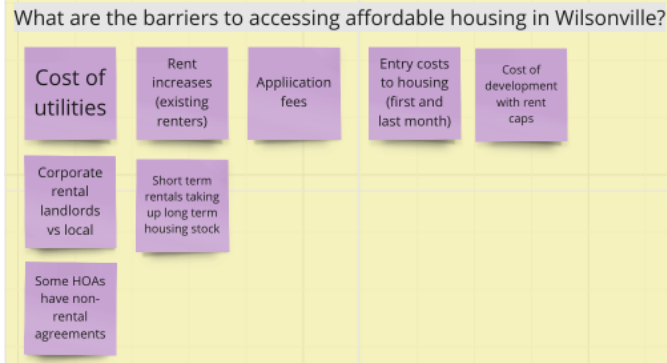 What are the barriers to accessing affordable housing in Wilsonville?
Cost of
utilities
Rent
increases
(existing
renters)
Appliication
fees
Entry costs
to housing
(first and
last month)
Cost of
development
with rent
caps
Corporate
rental
landlords
vs local
Short term
rentals taking
up long term
housing stock
Some HOAs
have non-
rental
agreements